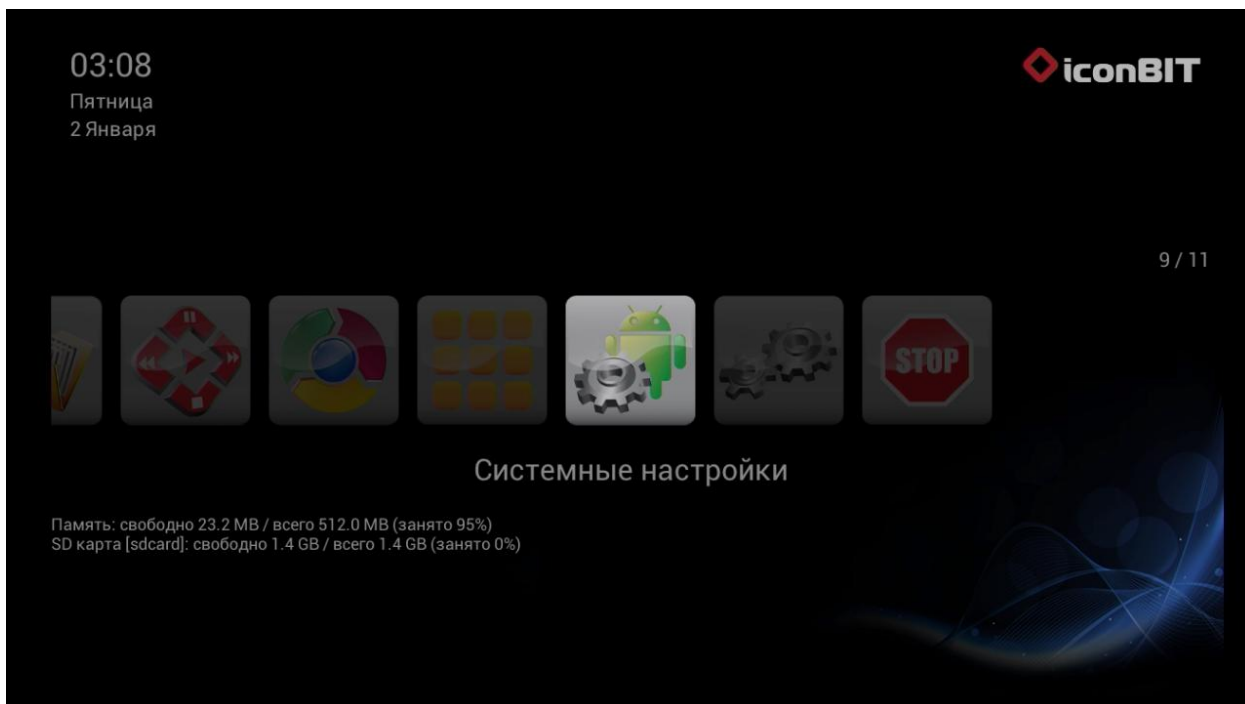 03:08
Пятница
2 Января
iconBIT
9 / 11
STOP
Системные настройки
Память: свободно 23.2 MB / всего 512.0 MB (занято 95%)
SD карта [sdcard]: свободно 1.4 GB / всего 1.4 GB (занято 0%)